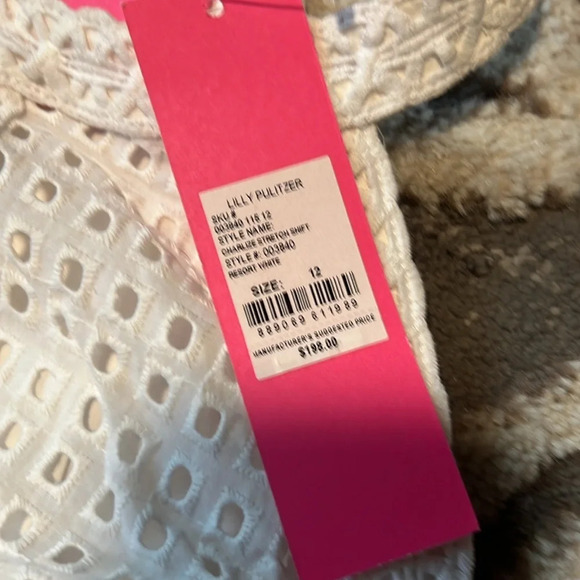 LILLY PULITZER
SKU #
003840 115 12
STYLE NAME:
CHARLIZE STRETCH SHIFT
STYLE #: 003840
RESORT WHITE
SIZE: 12
889069 611989
MANUFACTURER'S SUGGESTED PRICE
$198.00